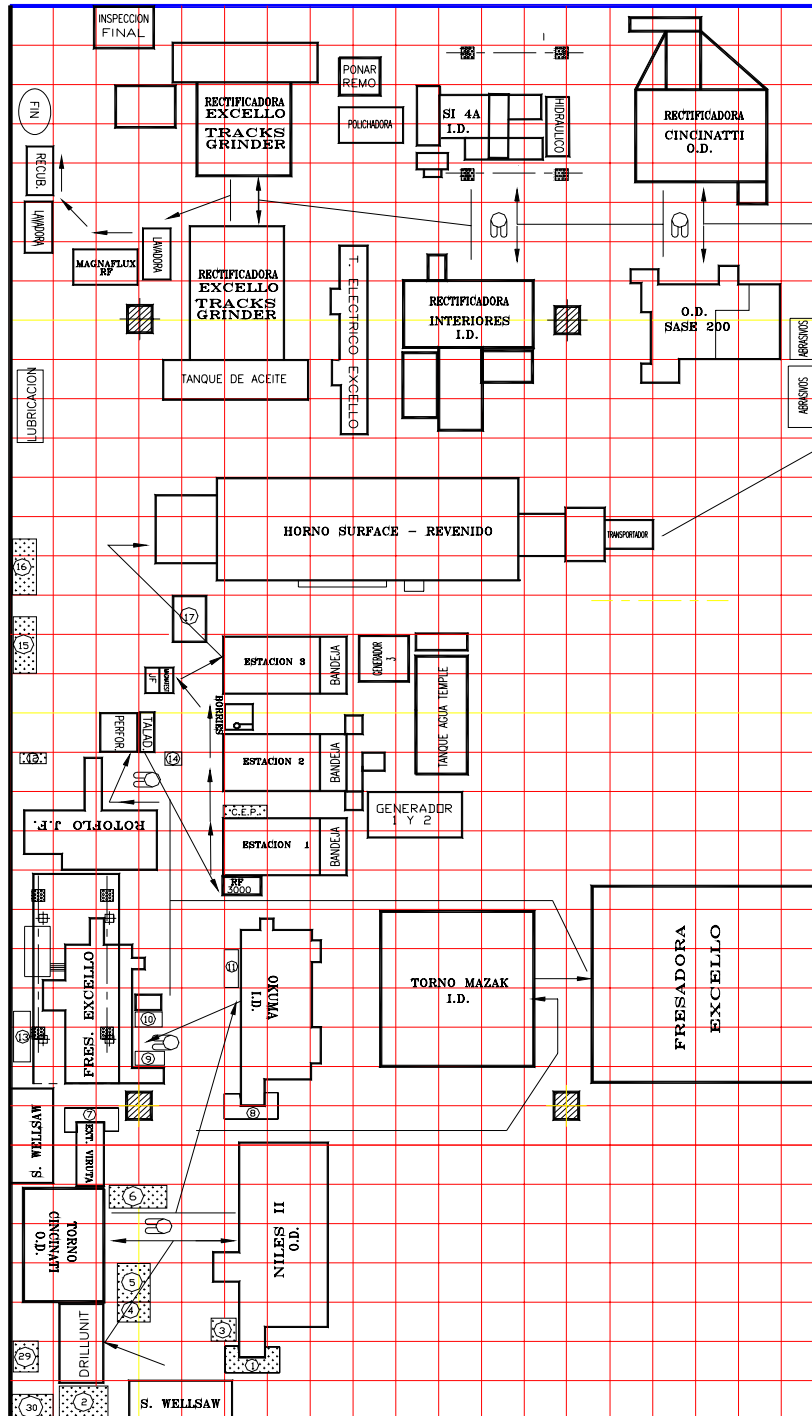 INSPECCION
FINAL
FIN
RECUB.
LAVADORA
LAVADORA
MAGNAFLUX
RF
LUBRICACION
RECTIFICADORA
EXCELLO
TRACKS
GRINDER
RECTIFICADORA
EXCELLO
TRACKS
GRINDER
TANQUE DE ACEITE
PONAR
REMO
POLICHADORA
T. ELECTRICO EXCELLO
SI 4A
I.D.
HIDRAULICO
RECTIFICADORA
INTERIORES
I.D.
RECTIFICADORA
CINCINATTI
O.D.
O.D.
SASE 200
ABRASIVOS
ABRASIVOS
HORNO SURFACE - REVENIDO
TRANSPORTADOR
16
15
17
ESTACION 3
BANDEJA
GENERADOR
3
TANQUE AGUA TEMPLE
JF
BORRIES
PERFOR.
TALAD.
12
14
ESTACION 2
BANDEJA
C.E.P.
GENERADOR
1 Y 2
ROTOFLO J.F.
ESTACION 1
BANDEJA
RF
3000
FRES. EXCELLO
11
OKUMA
I.D.
TORNO MAZAK
I.D.
FRESADORA
EXCELLO
13
10
9
8
S. WELLSAW
7
EXT. VIRUTA
6
TORNO
CINCINATI
O.D.
NILES II
O.D.
5
4
3
DRILLUNIT
29
1
30
2
S. WELLSAW